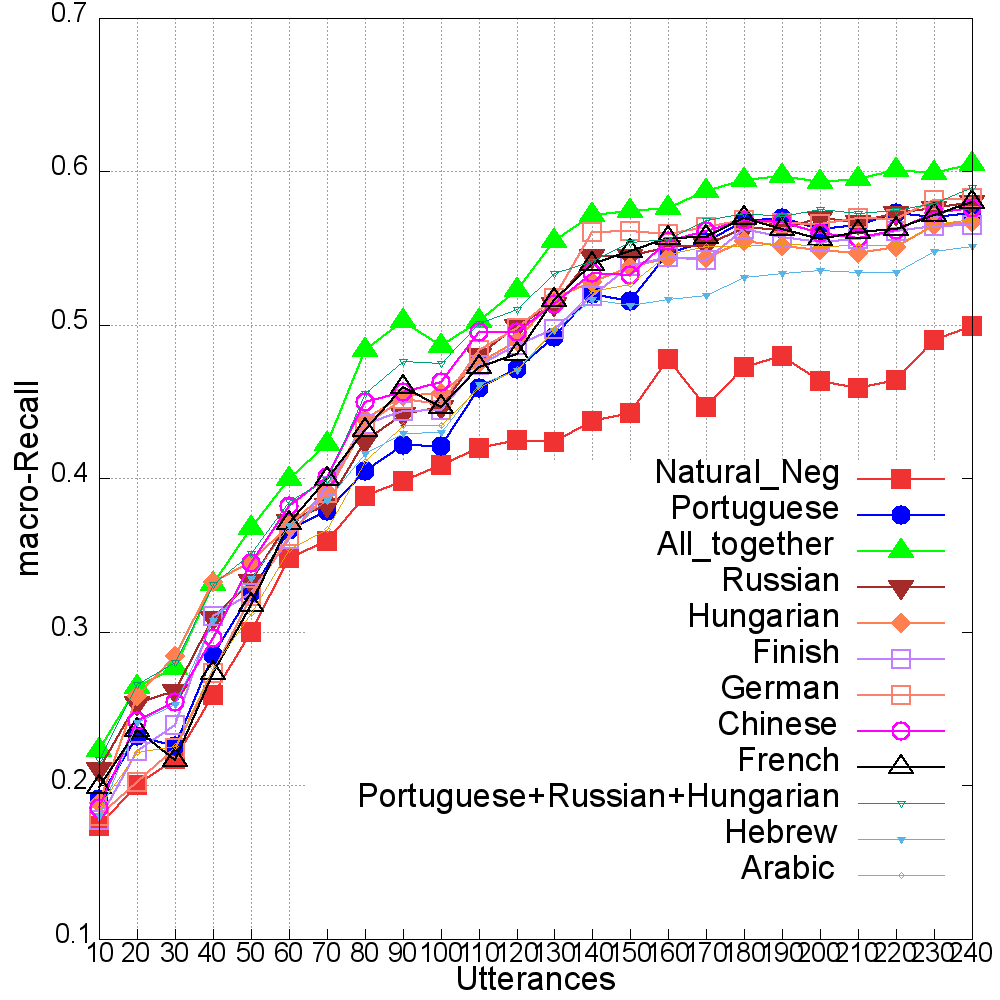 0.7
0.6
0.5
0.4
0.3
0.2
0.1
macro-Recall
Natural_Neg
Portuguese
All_together
Russian
Hungarian
Finish
German
Chinese
French
Portuguese+Russian+Hungarian
Hebrew
Arabic
10 20 30 40 50 60 70 80 90 100 110 120 130 140 150 160 170 180 190 200 210 220 230 240
Utterances